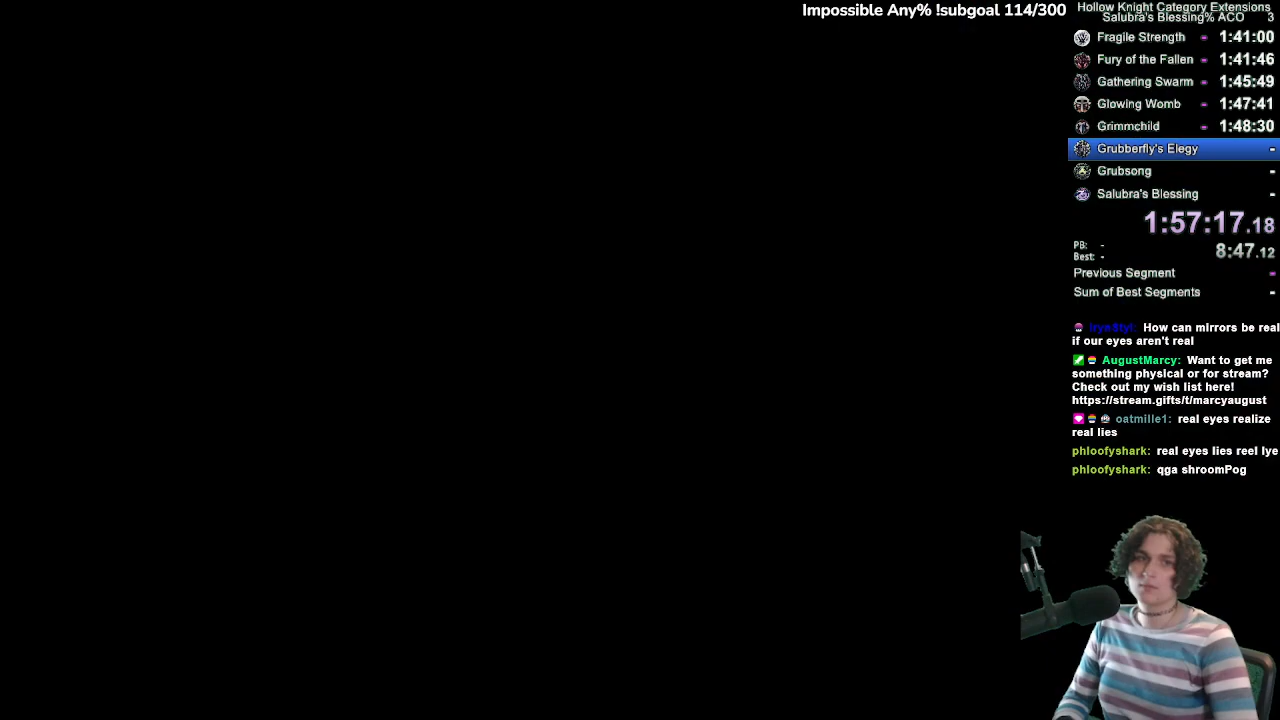 Impossible Any% !subgoal 114/300
Hollow Knight Category Extensions
Salubra's Blessing% ACO 3
Fragile Strength - 1:41:00
Fury of the Fallen - 1:41:46
Gathering Swarm - 1:45:49
Glowing Womb - 1:47:41
Grimmchild - 1:48:30
Grubberfly's Elegy -
Grubsong -
Salubra's Blessing -
1:57:17.18
PB: -
Best: -
8:47.12
Previous Segment -
Sum of Best Segments -
How can mirrors be real
if our eyes aren't real
AugustMarcy: Want to get me
something physical or for stream?
Check out my wish list here!
https://stream.gifts/t/marcyaugust
oatmille1: real eyes realize
real lies
phloofyshark: real eyes lies reel lye
phloofyshark: qga shroomPog